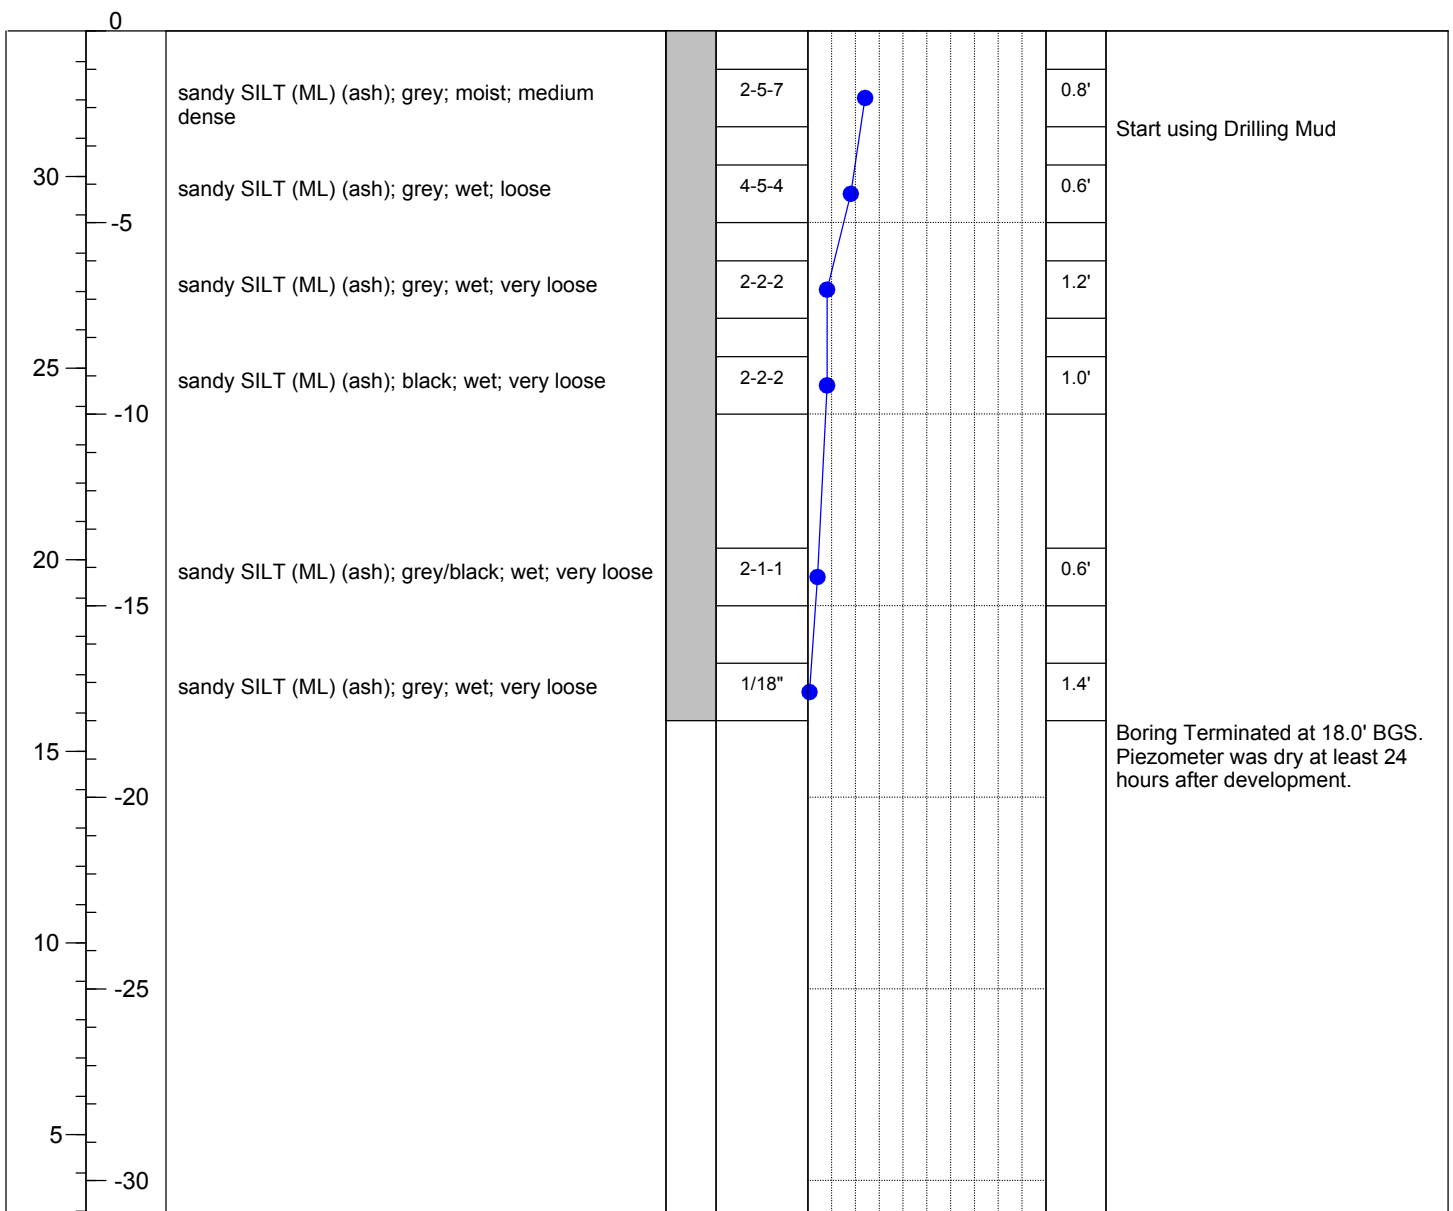 0
sandy SILT (ML) (ash); grey; moist; medium
dense
2-5-7
0.8'
Start using Drilling Mud
30
sandy SILT (ML) (ash); grey; wet; loose
4-5-4
0.6'
-5
sandy SILT (ML) (ash); grey; wet; very loose
2-2-2
1.2'
25
sandy SILT (ML) (ash); black; wet; very loose
2-2-2
1.0'
-10
20
sandy SILT (ML) (ash); grey/black; wet; very loose
2-1-1
0.6'
-15
sandy SILT (ML) (ash); grey; wet; very loose
1/18"
1.4'
Boring Terminated at 18.0' BGS.
Piezometer was dry at least 24
hours after development.
15
-20
10
-25
5
-30